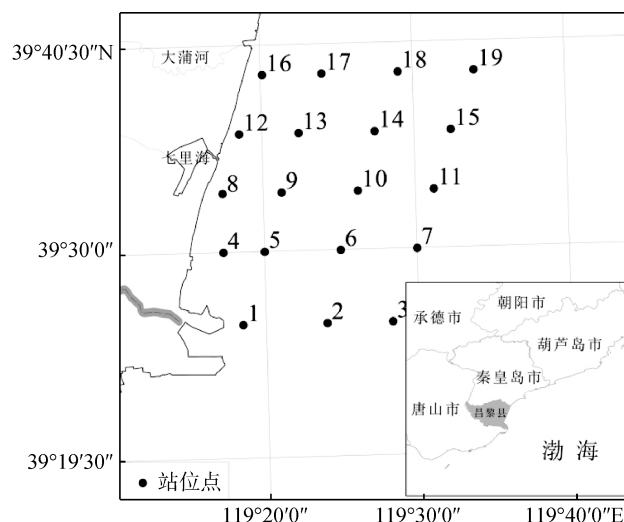 39°40′30″N
大蒲河
16 17 18 19
12 13 14 15
七里海
8 9 10 11
39°30′0″
4 5 6 7
1 2 3
承德市 朝阳市
葫芦岛市
秦皇岛市
唐山市 昌黎县
渤海
39°19′30″
站位点
119°20′0″ 119°30′0″ 119°40′0″E